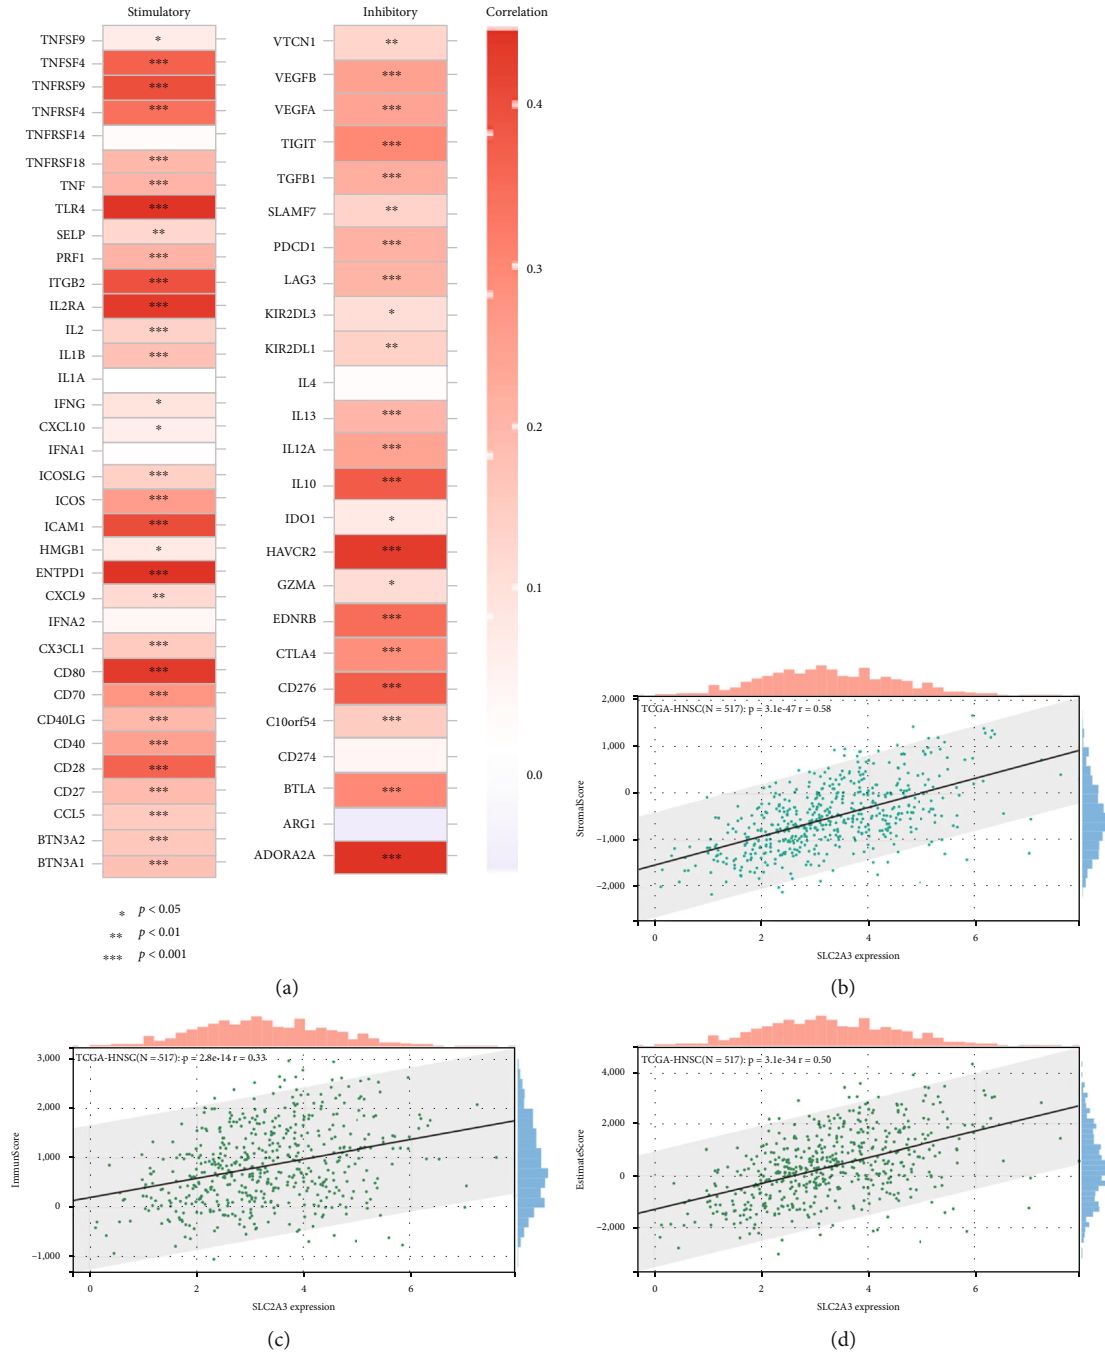 Stimulatory
Inhibitory
Correlation
TNFSF9 *
TNFSF4 ***
TNFRSF9 ***
TNFRSF4 ***
TNFRSF14
TNFRSF18 ***
TNF ***
TLR4 ***
SELP **
PRF1 ***
ITGB2 ***
IL2RA ***
IL2 ***
IL1B ***
IL1A
IFNG *
CXCL10 *
IFNA1
ICOSLG ***
ICOS ***
ICAM1 ***
HMGB1 *
ENTPD1 ***
CXCL9 **
IFNA2
CX3CL1 ***
CD80 ***
CD70 ***
CD40LG ***
CD40 ***
CD28 ***
CD27 ***
CCL5 ***
BTN3A2 ***
BTN3A1 ***
VTCN1 **
VEGFB ***
VEGFA ***
TIGIT ***
TGFB1 ***
SLAMF7 **
PDCD1 ***
LAG3 ***
KIR2DL3 *
KIR2DL1 **
IL4
IL13 ***
IL12A ***
IL10 ***
IDO1 *
HAVCR2 ***
GZMA *
EDNRB ***
CTLA4 ***
CD276 ***
C10orf54 ***
CD274
BTLA ***
ARG1
ADORA2A ***
0.4
0.3
0.2
0.1
0.0
* p < 0.05
** p < 0.01
*** p < 0.001
(a)
TCGA-HNSC(N = 517): p = 3.1e-47 r = 0.58
StromalScore
2,000
1,000
0
−1,000
−2,000
0 2 4 6
SLC2A3 expression
(b)
TCGA-HNSC(N = 517): p = 2.8e-14 r = 0.33
ImmunScore
3,000
2,000
1,000
0
−1,000
0 2 4 6
SLC2A3 expression
(c)
TCGA-HNSC(N = 517): p = 3.1e-34 r = 0.50
EstimateScore
4,000
2,000
0
−2,000
0 2 4 6
SLC2A3 expression
(d)